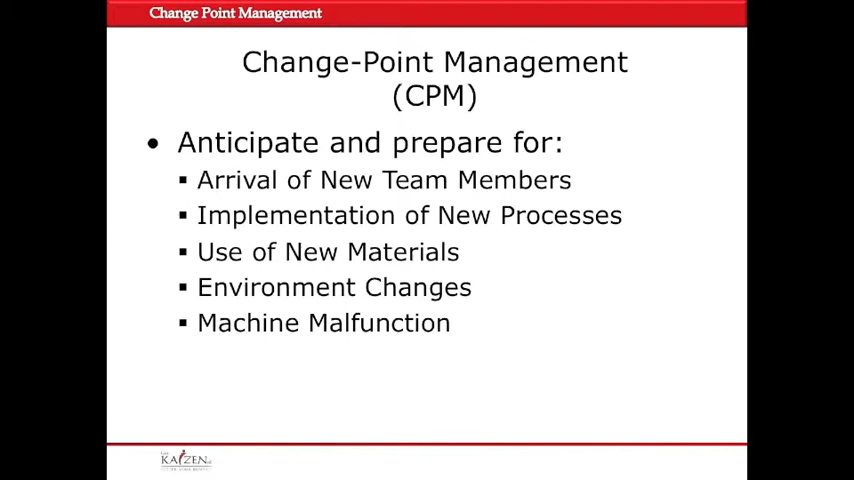 Change Point Management
Change-Point Management
(CPM)
• Anticipate and prepare for:
▪ Arrival of New Team Members
▪ Implementation of New Processes
▪ Use of New Materials
▪ Environment Changes
▪ Machine Malfunction
KAIZEN